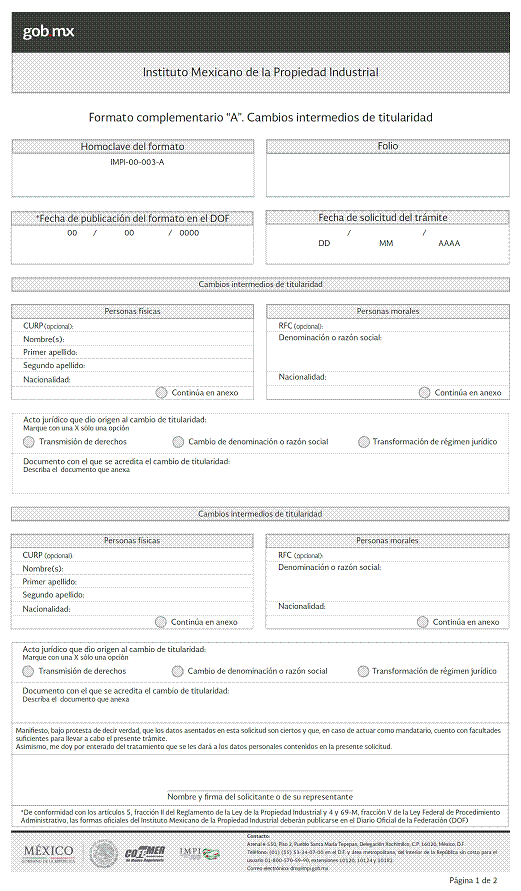 gob mx
Instituto Mexicano de la Propiedad Industrial
Formato complementario "A". Cambios intermedios de titularidad
Homoclave del formato
IMPI-00-003-A
Folio
*Fecha de publicación del formato en el DOF
00 / 00 / 0000
Fecha de solicitud del trámite
/ /
DD MM AAAA
Cambios intermedios de titularidad
Personas físicas
CURP (opcional):
Nombre(s):
Primer apellido:
Segundo apellido:
Nacionalidad:
Continúa en anexo
Personas morales
RFC (opcional):
Denominación o razón social:
Nacionalidad:
Continúa en anexo
Acto jurídico que dio origen al cambio de titularidad:
Marque con una X sólo una opción
Transmisión de derechos Cambio de denominación o razón social Transformación de régimen jurídico
Documento con el que se acredita el cambio de titularidad:
Describa el documento que anexa
Cambios intermedios de titularidad
Personas físicas
CURP (opcional):
Nombre(s):
Primer apellido:
Segundo apellido:
Nacionalidad:
Continúa en anexo
Personas morales
RFC (opcional):
Denominación o razón social:
Nacionalidad:
Continúa en anexo
Acto jurídico que dio origen al cambio de titularidad:
Marque con una X sólo una opción
Transmisión de derechos Cambio de denominación o razón social Transformación de régimen jurídico
Documento con el que se acredita el cambio de titularidad:
Describa el documento que anexa
Manifiesto, bajo protesta de decir verdad, que los datos asentados en esta solicitud son ciertos y que, en caso de actuar como mandatario, cuento con facultades
suficientes para llevar a cabo el presente trámite.
Asimismo, me doy por enterado del tratamiento que se les dará a los datos personales contenidos en la presente solicitud.
Nombre y firma del solicitante o de su representante
*De conformidad con los artículos 5, fracción II del Reglamento de la Ley de la Propiedad Industrial y 4 y 69-M, fracción V de la Ley Federal de Procedimiento
Administrativo, las formas oficiales del Instituto Mexicano de la Propiedad Industrial deberán publicarse en el Diario Oficial de la Federación (DOF)
MÉXICO
GOBIERNO DE LA REPÚBLICA
COFEMER
IMPI
Contacto:
Arenal # 550, Piso 2, Pueblo Santa María Tepepan, Delegación Xochimilco, C.P. 16020, México, D.F.
Teléfono: (01) (55) 53-34-07-00 en el D.F. y área metropolitana, del interior de la República sin costo para el
usuario 01-800-570-59-90, extensiones 10120, 10124 y 10182.
Correo electrónico
Página 1 de 2